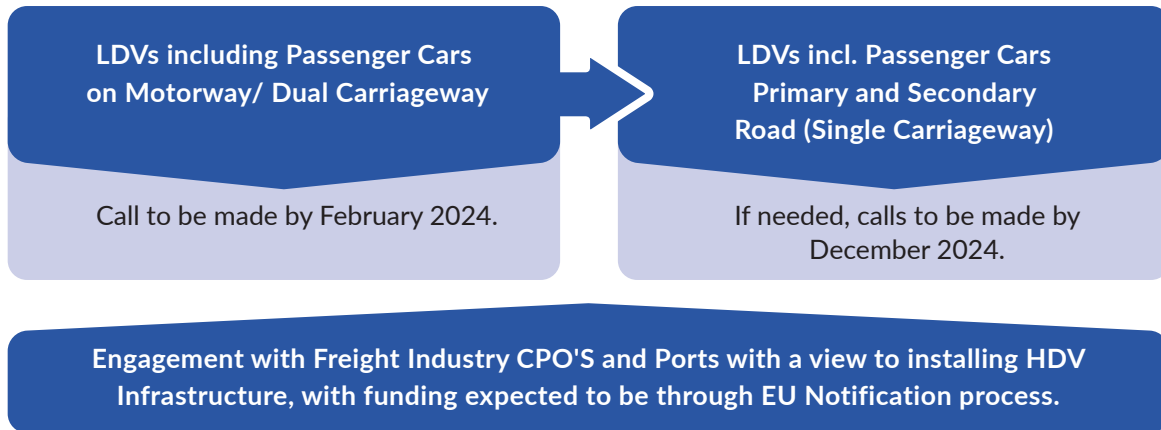 LDVs including Passenger Cars
on Motorway/ Dual Carriageway
Call to be made by February 2024.
LDVs incl. Passenger Cars
Primary and Secondary
Road (Single Carriageway)
If needed, calls to be made by
December 2024.
Engagement with Freight Industry CPO'S and Ports with a view to installing HDV
Infrastructure, with funding expected to be through EU Notification process.